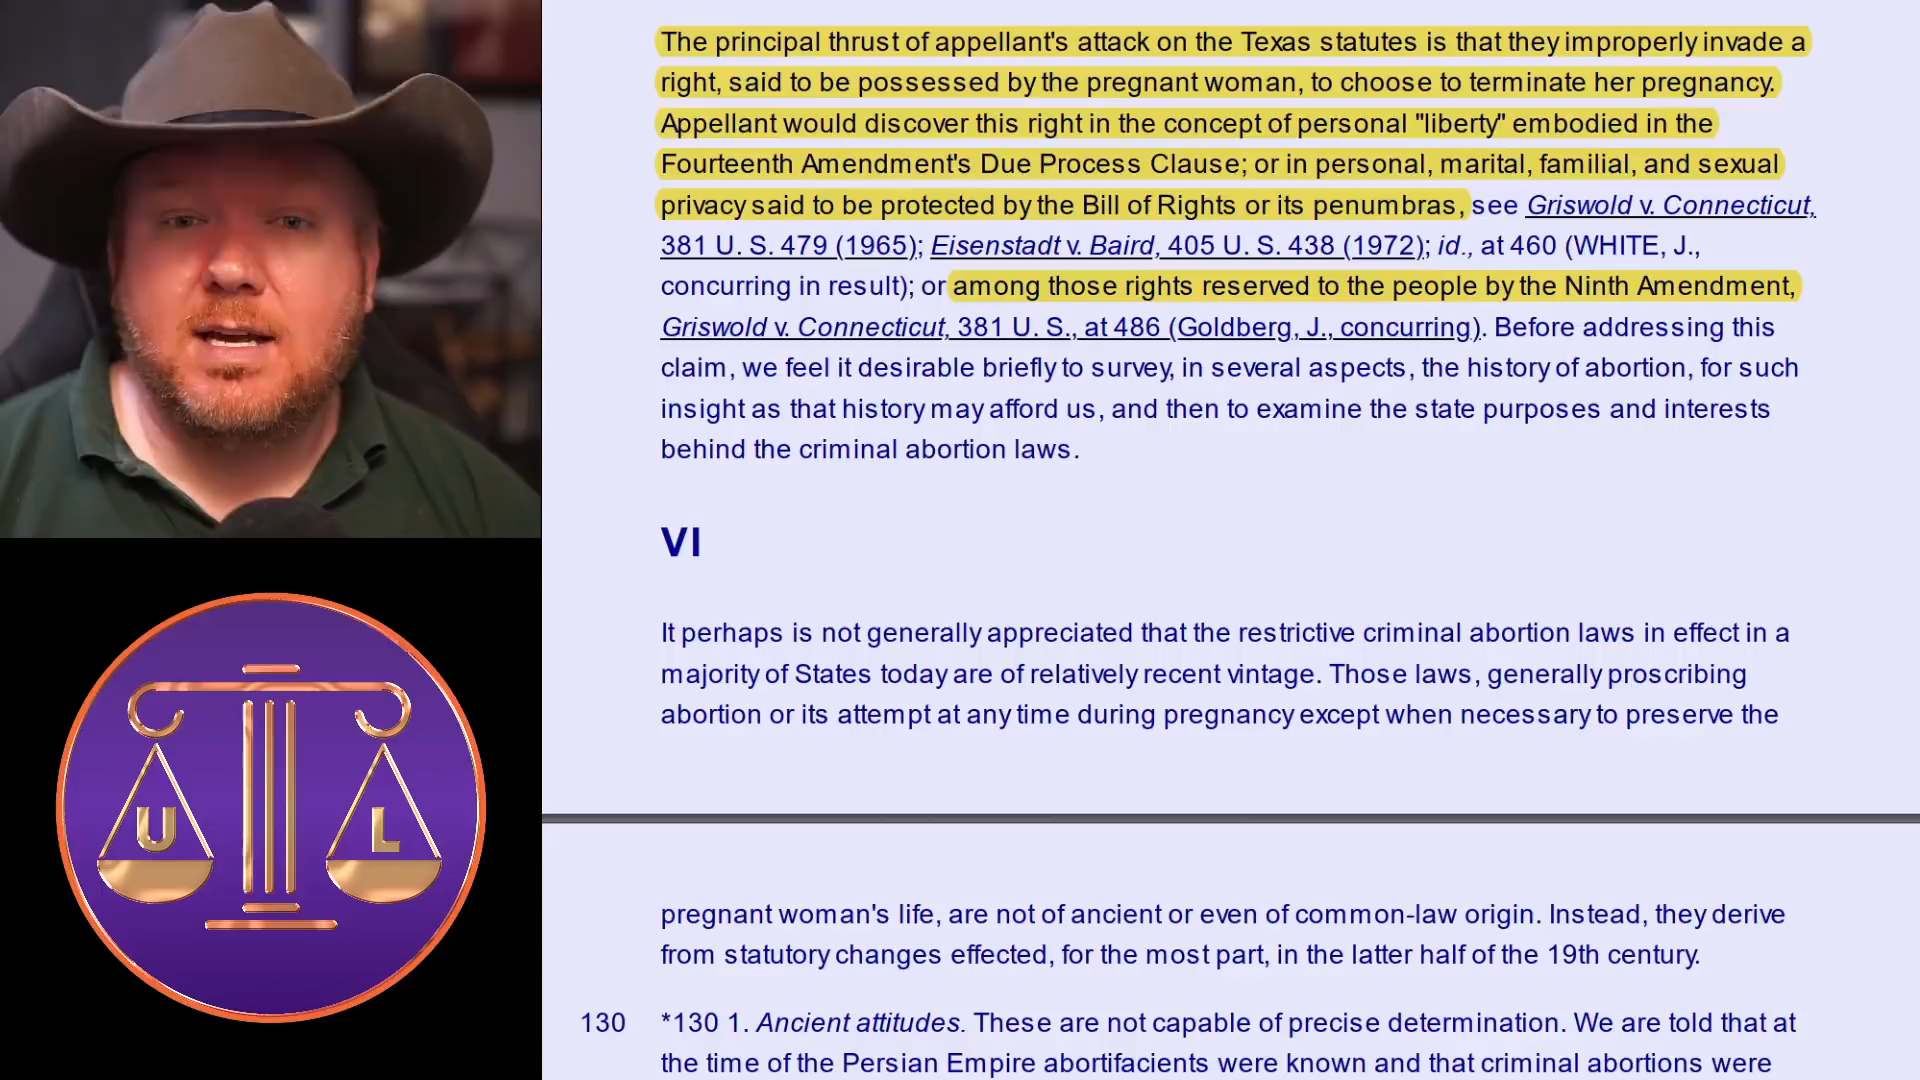 The principal thrust of appellant's attack on the Texas statutes is that they improperly invade a
right, said to be possessed by the pregnant woman, to choose to terminate her pregnancy.
Appellant would discover this right in the concept of personal "liberty" embodied in the
Fourteenth Amendment's Due Process Clause; or in personal, marital, familial, and sexual
privacy said to be protected by the Bill of Rights or its penumbras, see Griswold v. Connecticut,
381 U. S. 479 (1965); Eisenstadt v. Baird, 405 U. S. 438 (1972); id., at 460 (WHITE, J.,
concurring in result); or among those rights reserved to the people by the Ninth Amendment,
Griswold v. Connecticut, 381 U. S., at 486 (Goldberg, J., concurring). Before addressing this
claim, we feel it desirable briefly to survey, in several aspects, the history of abortion, for such
insight as that history may afford us, and then to examine the state purposes and interests
behind the criminal abortion laws.
VI
It perhaps is not generally appreciated that the restrictive criminal abortion laws in effect in a
majority of States today are of relatively recent vintage. Those laws, generally proscribing
abortion or its attempt at any time during pregnancy except when necessary to preserve the
pregnant woman's life, are not of ancient or even of common-law origin. Instead, they derive
from statutory changes effected, for the most part, in the latter half of the 19th century.
130 *130 1. Ancient attitudes. These are not capable of precise determination. We are told that at
the time of the Persian Empire abortifacients were known and that criminal abortions were
U L